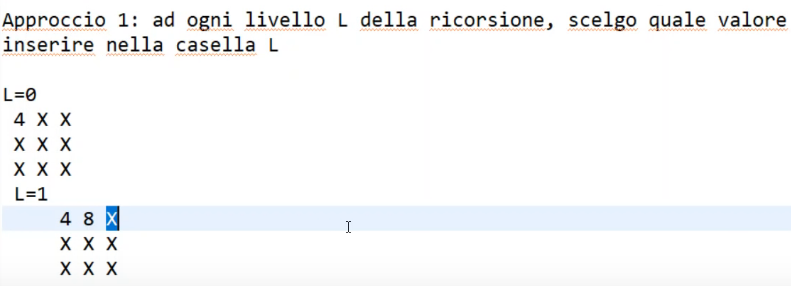 Approccio 1: ad ogni livello L della ricorsione, scelgo quale valore
inserire nella casella L
L=0
4 X X
X X X
X X X
L=1
4 8 X
X X X
X X X